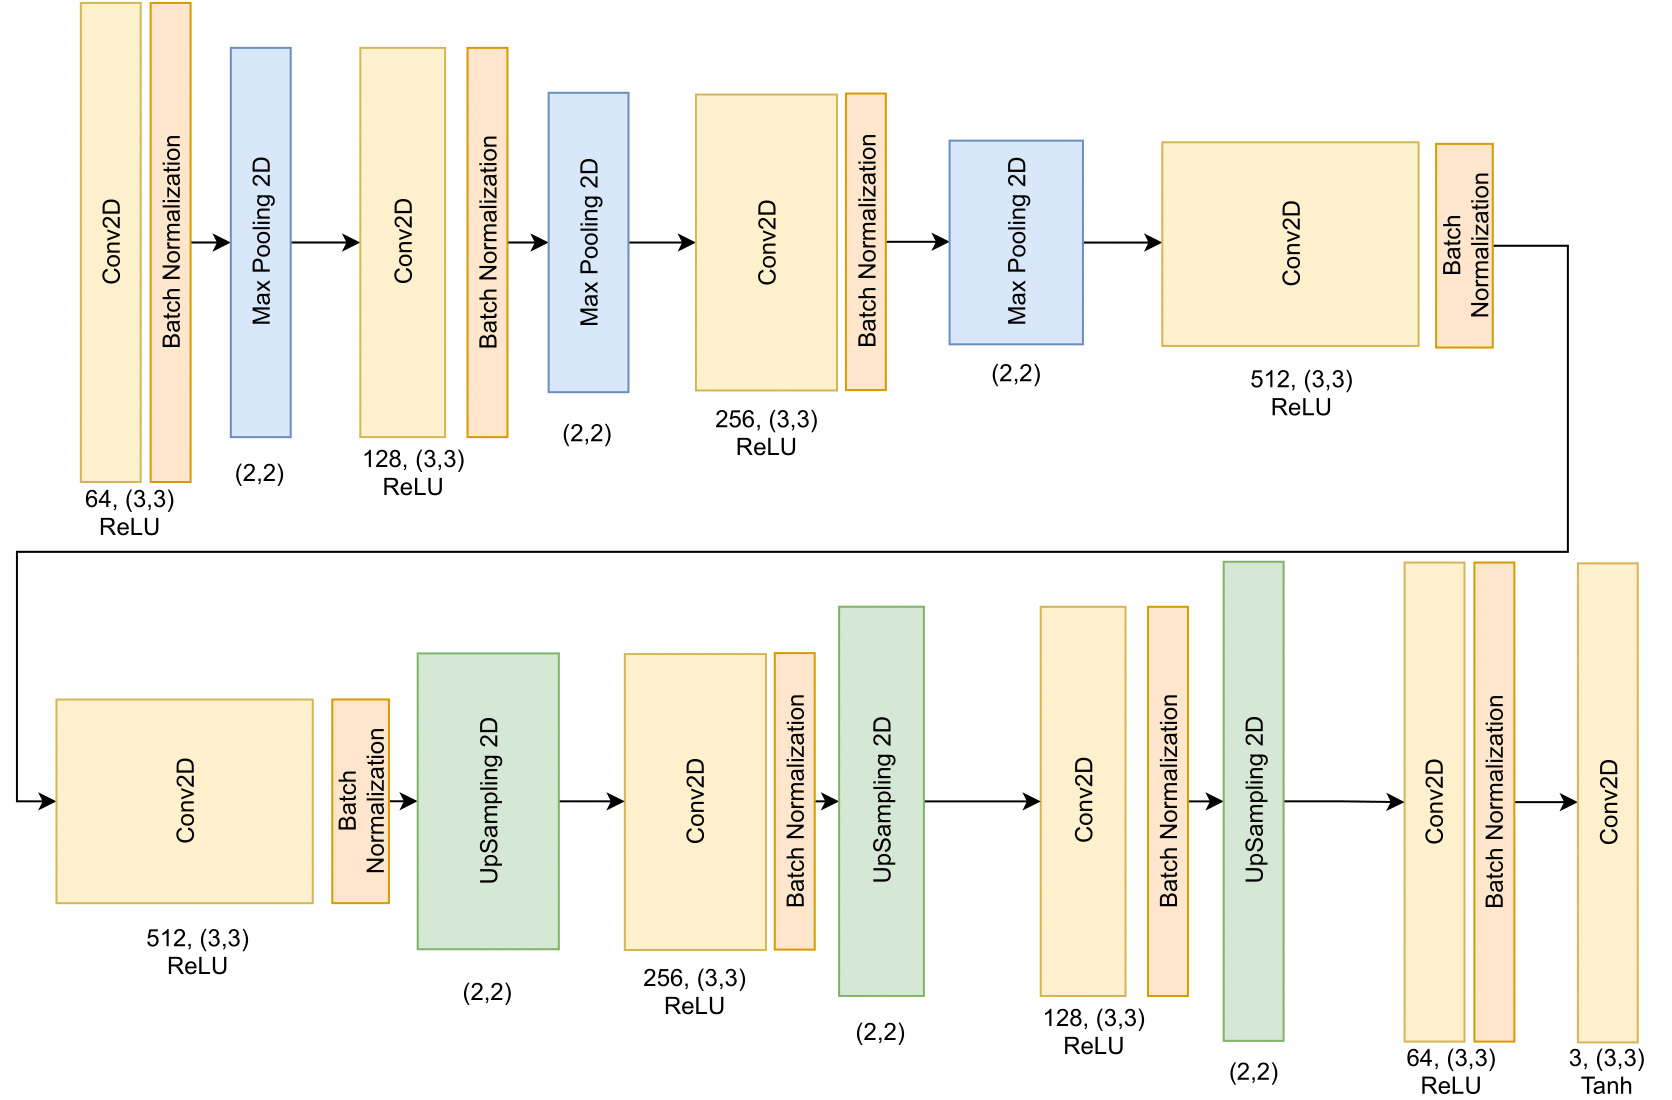 Conv2D
Batch Normalization
64, (3,3)
ReLU
Max Pooling 2D
(2,2)
Conv2D
Batch Normalization
128, (3,3)
ReLU
Max Pooling 2D
(2,2)
Conv2D
Batch Normalization
256, (3,3)
ReLU
Max Pooling 2D
(2,2)
Conv2D
Batch
Normalization
512, (3,3)
ReLU
Conv2D
Batch
Normalization
512, (3,3)
ReLU
UpSampling 2D
(2,2)
Conv2D
Batch Normalization
256, (3,3)
ReLU
UpSampling 2D
(2,2)
Conv2D
Batch Normalization
128, (3,3)
ReLU
UpSampling 2D
(2,2)
Conv2D
Batch Normalization
64, (3,3)
ReLU
Conv2D
3, (3,3)
Tanh